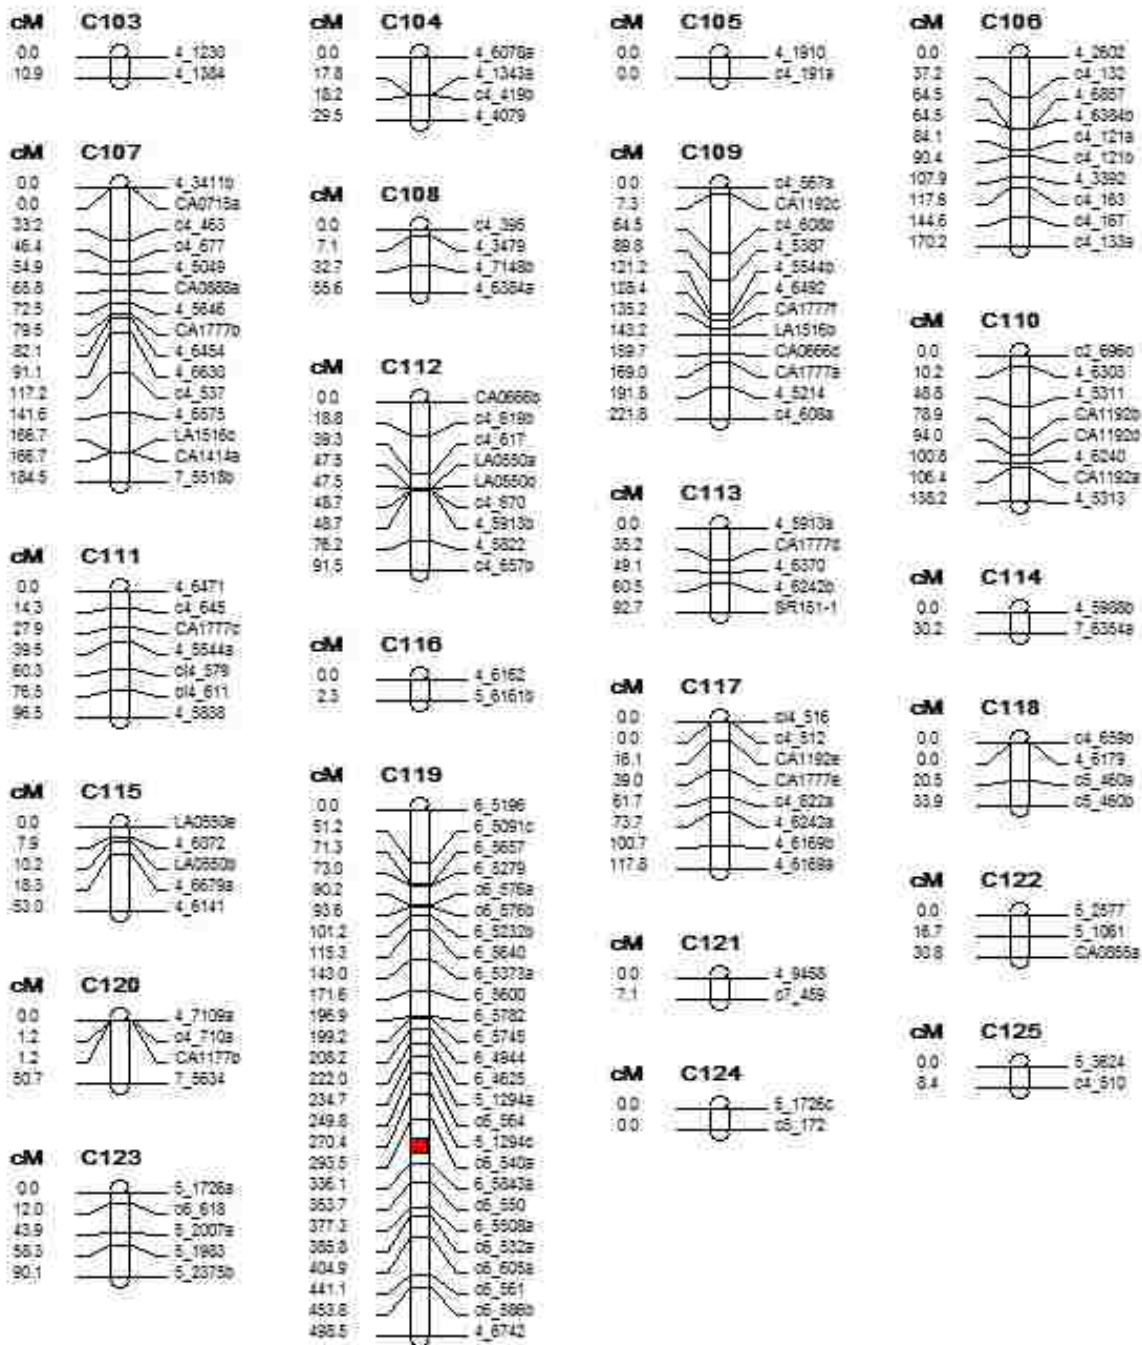 cM C103
0.0 4_1230
10.9 4_1384
cM C104
0.0 4_6078a
17.8 4_1343a
18.2 c4_419b
29.5 4_4079
cM C105
0.0 4_1910
0.0 c4_191a
cM C106
0.0 4_2602
37.2 c4_132
64.5 4_6857
64.5 4_6384b
84.1 c4_121a
90.4 c4_121b
107.9 4_3392
117.8 c4_163
144.6 c4_167
170.2 c4_133a
cM C107
0.0 4_3411b
0.0 CA0715a
33.2 c4_463
46.4 c4_677
54.9 4_5049
65.8 CA0888a
72.5 4_5646
79.5 CA1777b
82.1 4_6454
91.1 4_6630
117.2 c4_537
141.6 4_6575
166.7 LA1516c
166.7 CA1414a
184.5 7_5518b
cM C108
0.0 c4_395
7.1 4_3479
32.7 4_7148b
55.6 4_6384a
cM C109
0.0 c4_567a
7.3 CA1192c
64.5 c4_608b
89.8 4_5387
121.2 4_5544b
128.4 4_6492
135.2 CA1777f
143.2 LA1516b
159.7 CA0666c
169.0 CA1777a
191.8 4_5214
221.8 c4_608a
cM C110
0.0 c2_696c
10.2 4_6303
48.8 4_5311
78.9 CA1192b
94.0 CA1192d
100.8 4_6240
106.4 CA1192a
138.2 4_5313
cM C111
0.0 4_6471
14.3 c4_645
27.9 CA1777c
39.5 4_5544a
60.3 cl4_579
76.3 cl4_611
96.5 4_5838
cM C112
0.0 CA0666b
18.8 c4_619b
39.3 c4_617
47.5 LA0550a
47.5 LA0550d
48.7 c4_670
48.7 4_5913b
76.2 4_5822
91.5 c4_657b
cM C113
0.0 4_5913a
35.2 CA1777d
49.1 4_6370
60.5 4_6242b
92.7 SR151-1
cM C114
0.0 4_5988b
30.2 7_6354a
cM C115
0.0 LA0550e
7.9 4_6072
10.2 LA0550b
18.3 4_6679a
53.0 4_6141
cM C116
0.0 4_6162
2.3 5_6161b
cM C117
0.0 cl4_516
0.0 c4_512
16.1 CA1192e
39.0 CA1777e
61.7 c4_622a
73.7 4_6242a
100.7 4_6169b
117.8 4_6169a
cM C118
0.0 c4_659b
0.0 4_6179
20.5 c5_460a
33.9 c5_460b
cM C119
0.0 6_5196
51.2 6_5091c
71.3 6_5657
73.0 6_5279
90.2 c6_576a
93.6 c6_576b
101.2 6_5232b
115.3 6_5640
143.0 6_5373a
171.6 6_5600
196.9 6_5782
199.2 6_5745
208.2 6_4944
222.0 6_4625
234.7 5_1294a
249.8 c6_564
270.4 5_1294c
293.5 c6_540a
336.1 6_5843a
353.7 c6_550
377.3 6_5508a
385.8 c6_532a
404.9 c6_605a
441.1 c6_561
453.8 c6_586b
498.5 4_6742
cM C120
0.0 4_7109a
1.2 c4_710a
1.2 CA1177b
50.7 7_5634
cM C121
0.0 4_9458
7.1 c7_459
cM C122
0.0 5_2577
16.7 5_1061
30.8 CA0855a
cM C123
0.0 5_1726a
12.0 c6_618
43.9 5_2007a
58.3 5_1983
90.1 5_2375b
cM C124
0.0 5_1726c
0.0 c5_172
cM C125
0.0 5_3624
8.4 c4_510